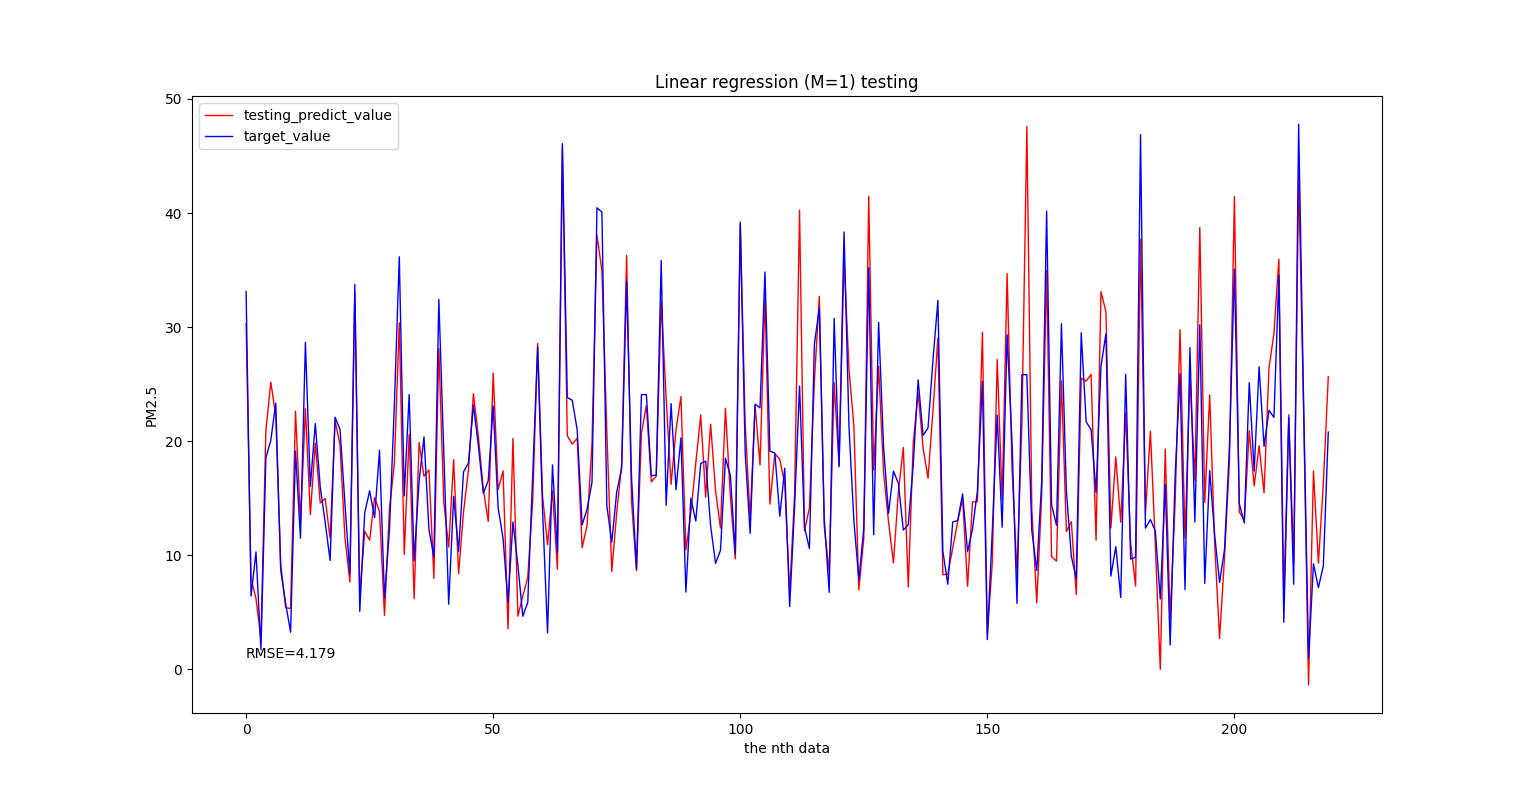 Linear regression (M=1) testing
testing_predict_value
target_value
50
40
30
20
10
0
PM2.5
RMSE=4.179
0
50
100
150
200
the nth data